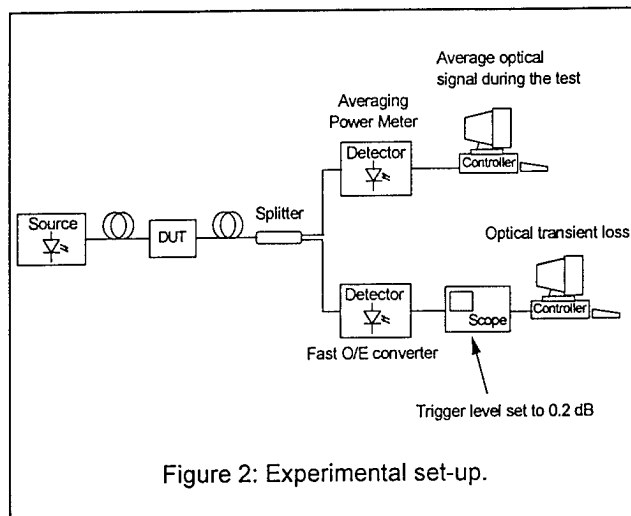 Average optical
signal during the test
Averaging
Power Meter
Detector
Controller
Splitter
Source
DUT
Optical transient loss
Detector
Scope
Controller
Fast O/E converter
Trigger level set to 0.2 dB
Figure 2: Experimental set-up.